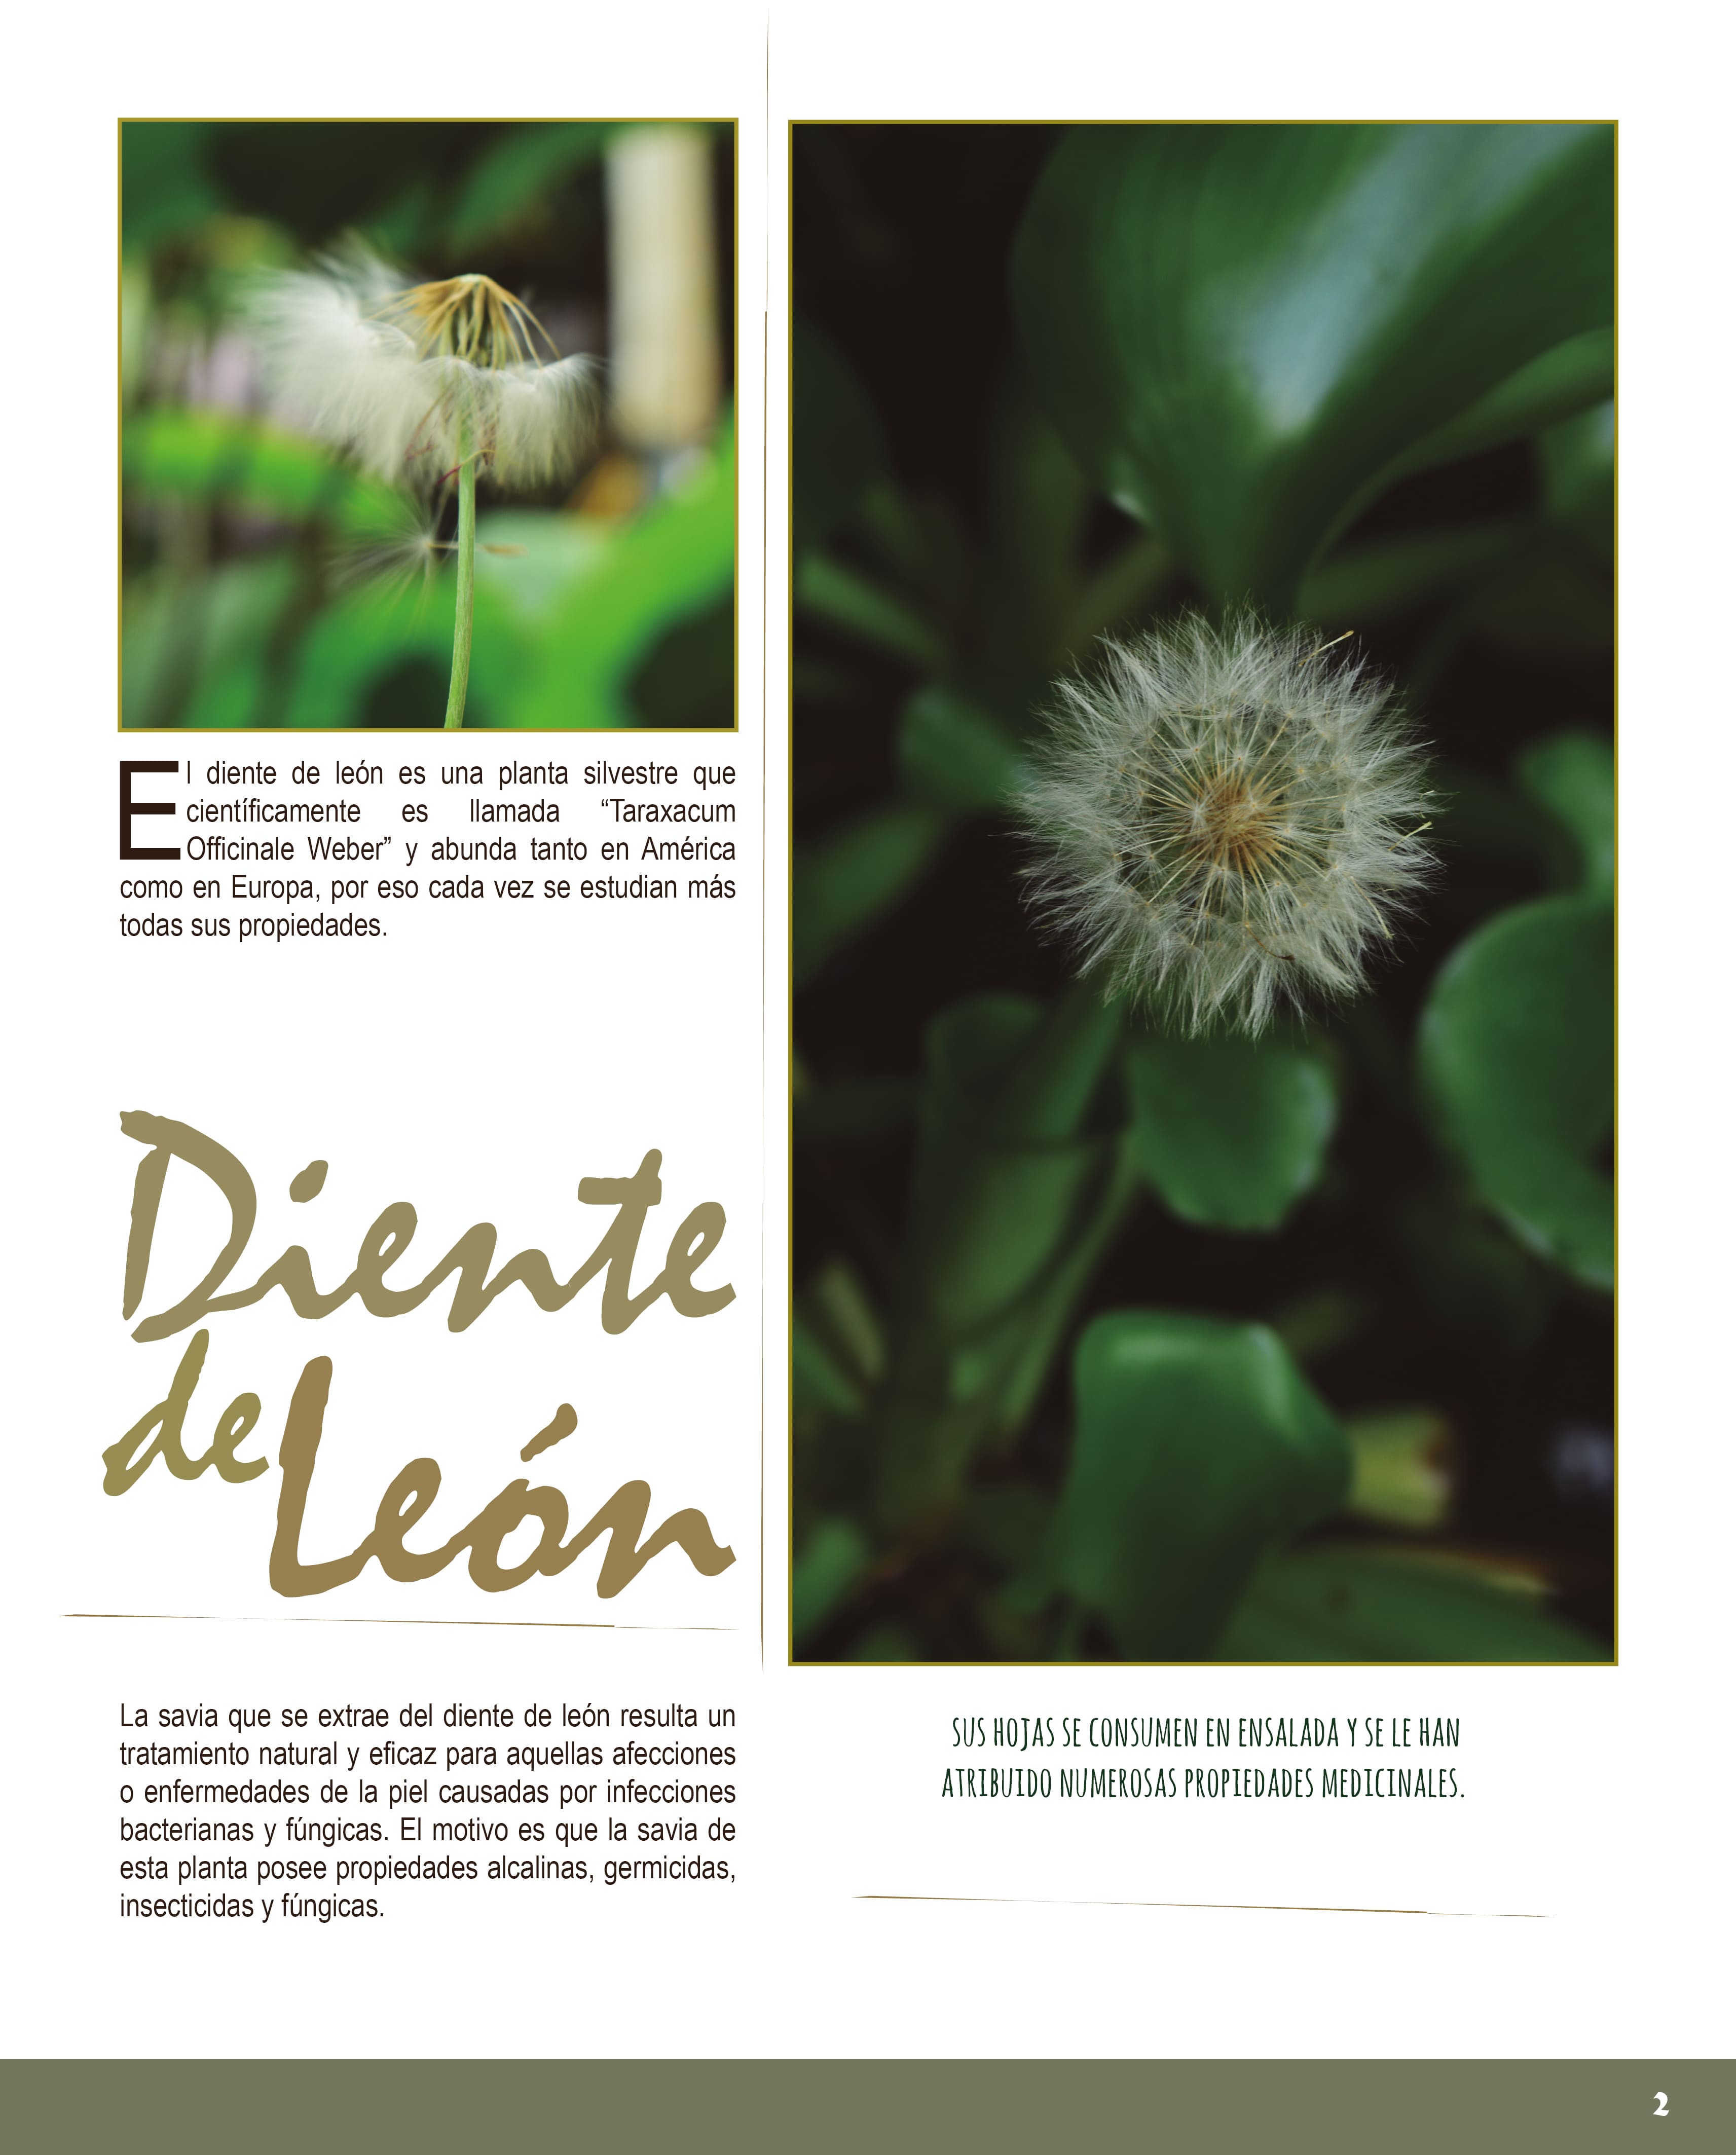 El diente de león es una planta silvestre que
científicamente es llamada “Taraxacum
Officinale Weber” y abunda tanto en América
como en Europa, por eso cada vez se estudian más
todas sus propiedades.
Diente
de León
La savia que se extrae del diente de león resulta un
tratamiento natural y eficaz para aquellas afecciones
o enfermedades de la piel causadas por infecciones
bacterianas y fúngicas. El motivo es que la savia de
esta planta posee propiedades alcalinas, germicidas,
insecticidas y fúngicas.
SUS HOJAS SE CONSUMEN EN ENSALADA Y SE LE HAN
ATRIBUIDO NUMEROSAS PROPIEDADES MEDICINALES.
2